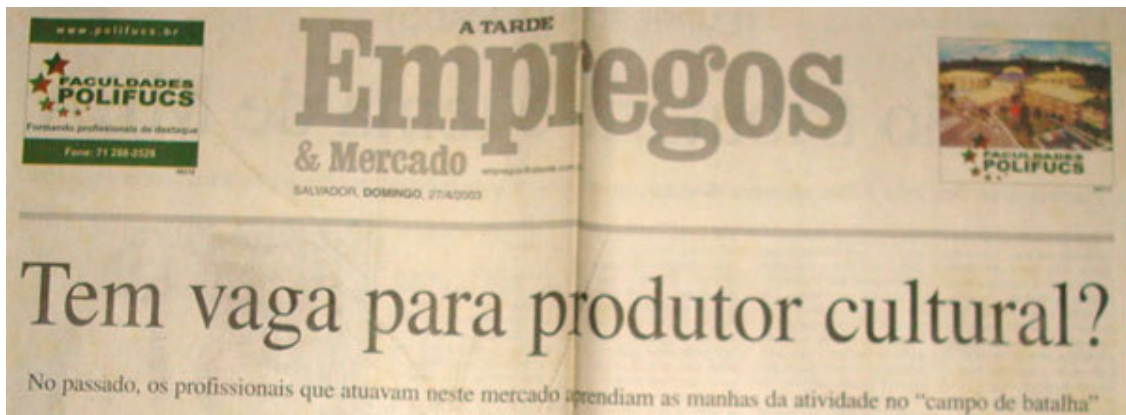 www.polifucs.br
FACULDADES
POLIFUCS
Formando profissionais de destaque
Fone: 71 288-2529
A TARDE
Empregos
& Mercado
SALVADOR, DOMINGO, 27/4/2003
FACULDADES
POLIFUCS
Tem vaga para produtor cultural?
No passado, os profissionais que atuavam neste mercado aprendiam as manhas da atividade no “campo de batalha”